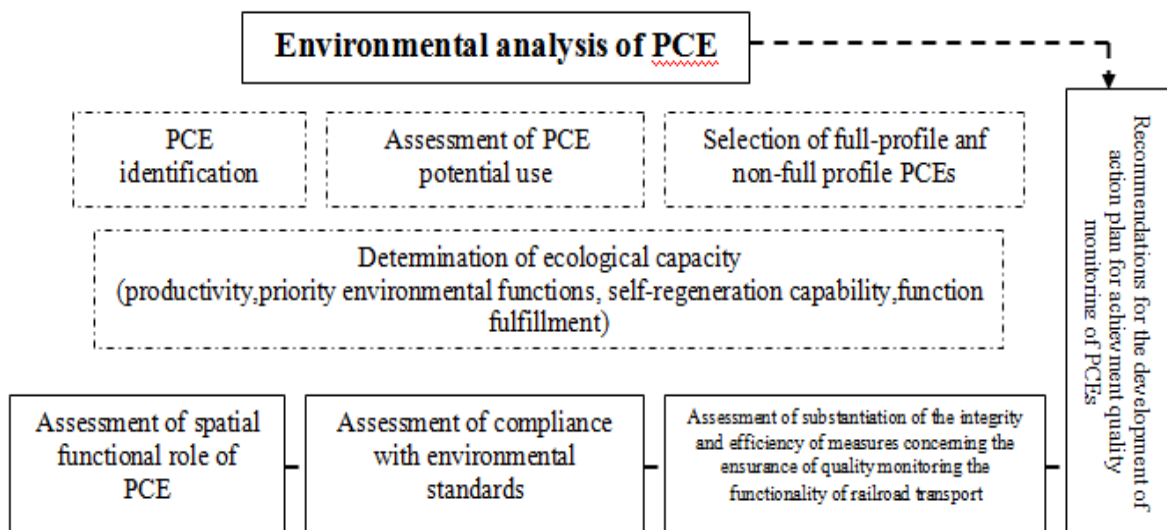 Environmental analysis of PCE
PCE
identification
Assessment of PCE
potential use
Selection of full-profile anf
non-full profile PCEs
Determination of ecological capacity
(productivity,priority environmental functions, self-regeneration capability,function
fulfillment)
Assessment of spatial
functional role of
PCE
Assessment of compliance
with environmental
standards
Assessment of substantiation of the integrity
and efficiency of measures concerning the
ensurance of quality monitoring the
functionality of railroad transport
Recommendations for the development of
action plan for achievment quality
monitoring of PCEs